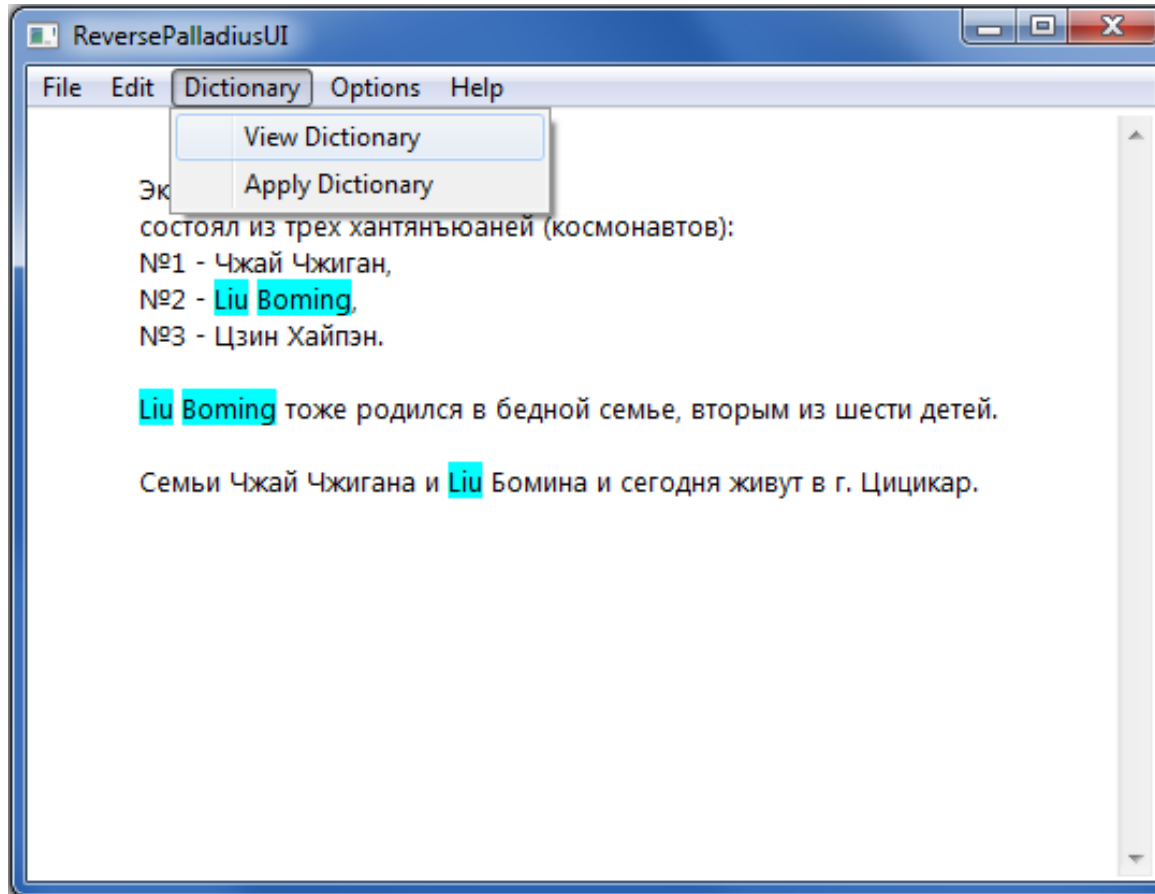 ReversePalladiusUI
File Edit Dictionary Options Help
View Dictionary
Apply Dictionary
состоял из трех хантянъюаней (космонавтов):
№1 - Чжай Чжиган,
№2 - Liu Boming,
№3 - Цзин Хайпэн.
Liu Boming тоже родился в бедной семье, вторым из шести детей.
Семьи Чжай Чжигана и Liu Бомина и сегодня живут в г. Цицикар.